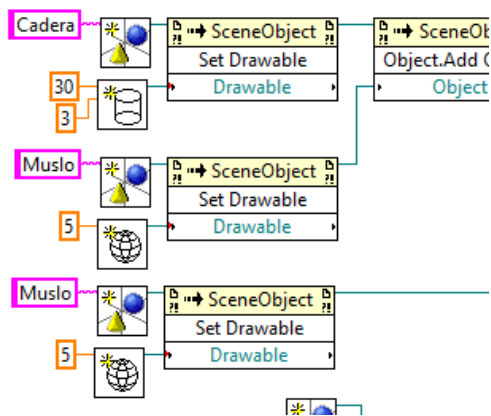 Cadera
SceneObject
SceneOb
Set Drawable
Object.Add
30
Drawable
Object
3
Muslo
SceneObject
Set Drawable
5
Drawable
Muslo
SceneObject
Set Drawable
5
Drawable